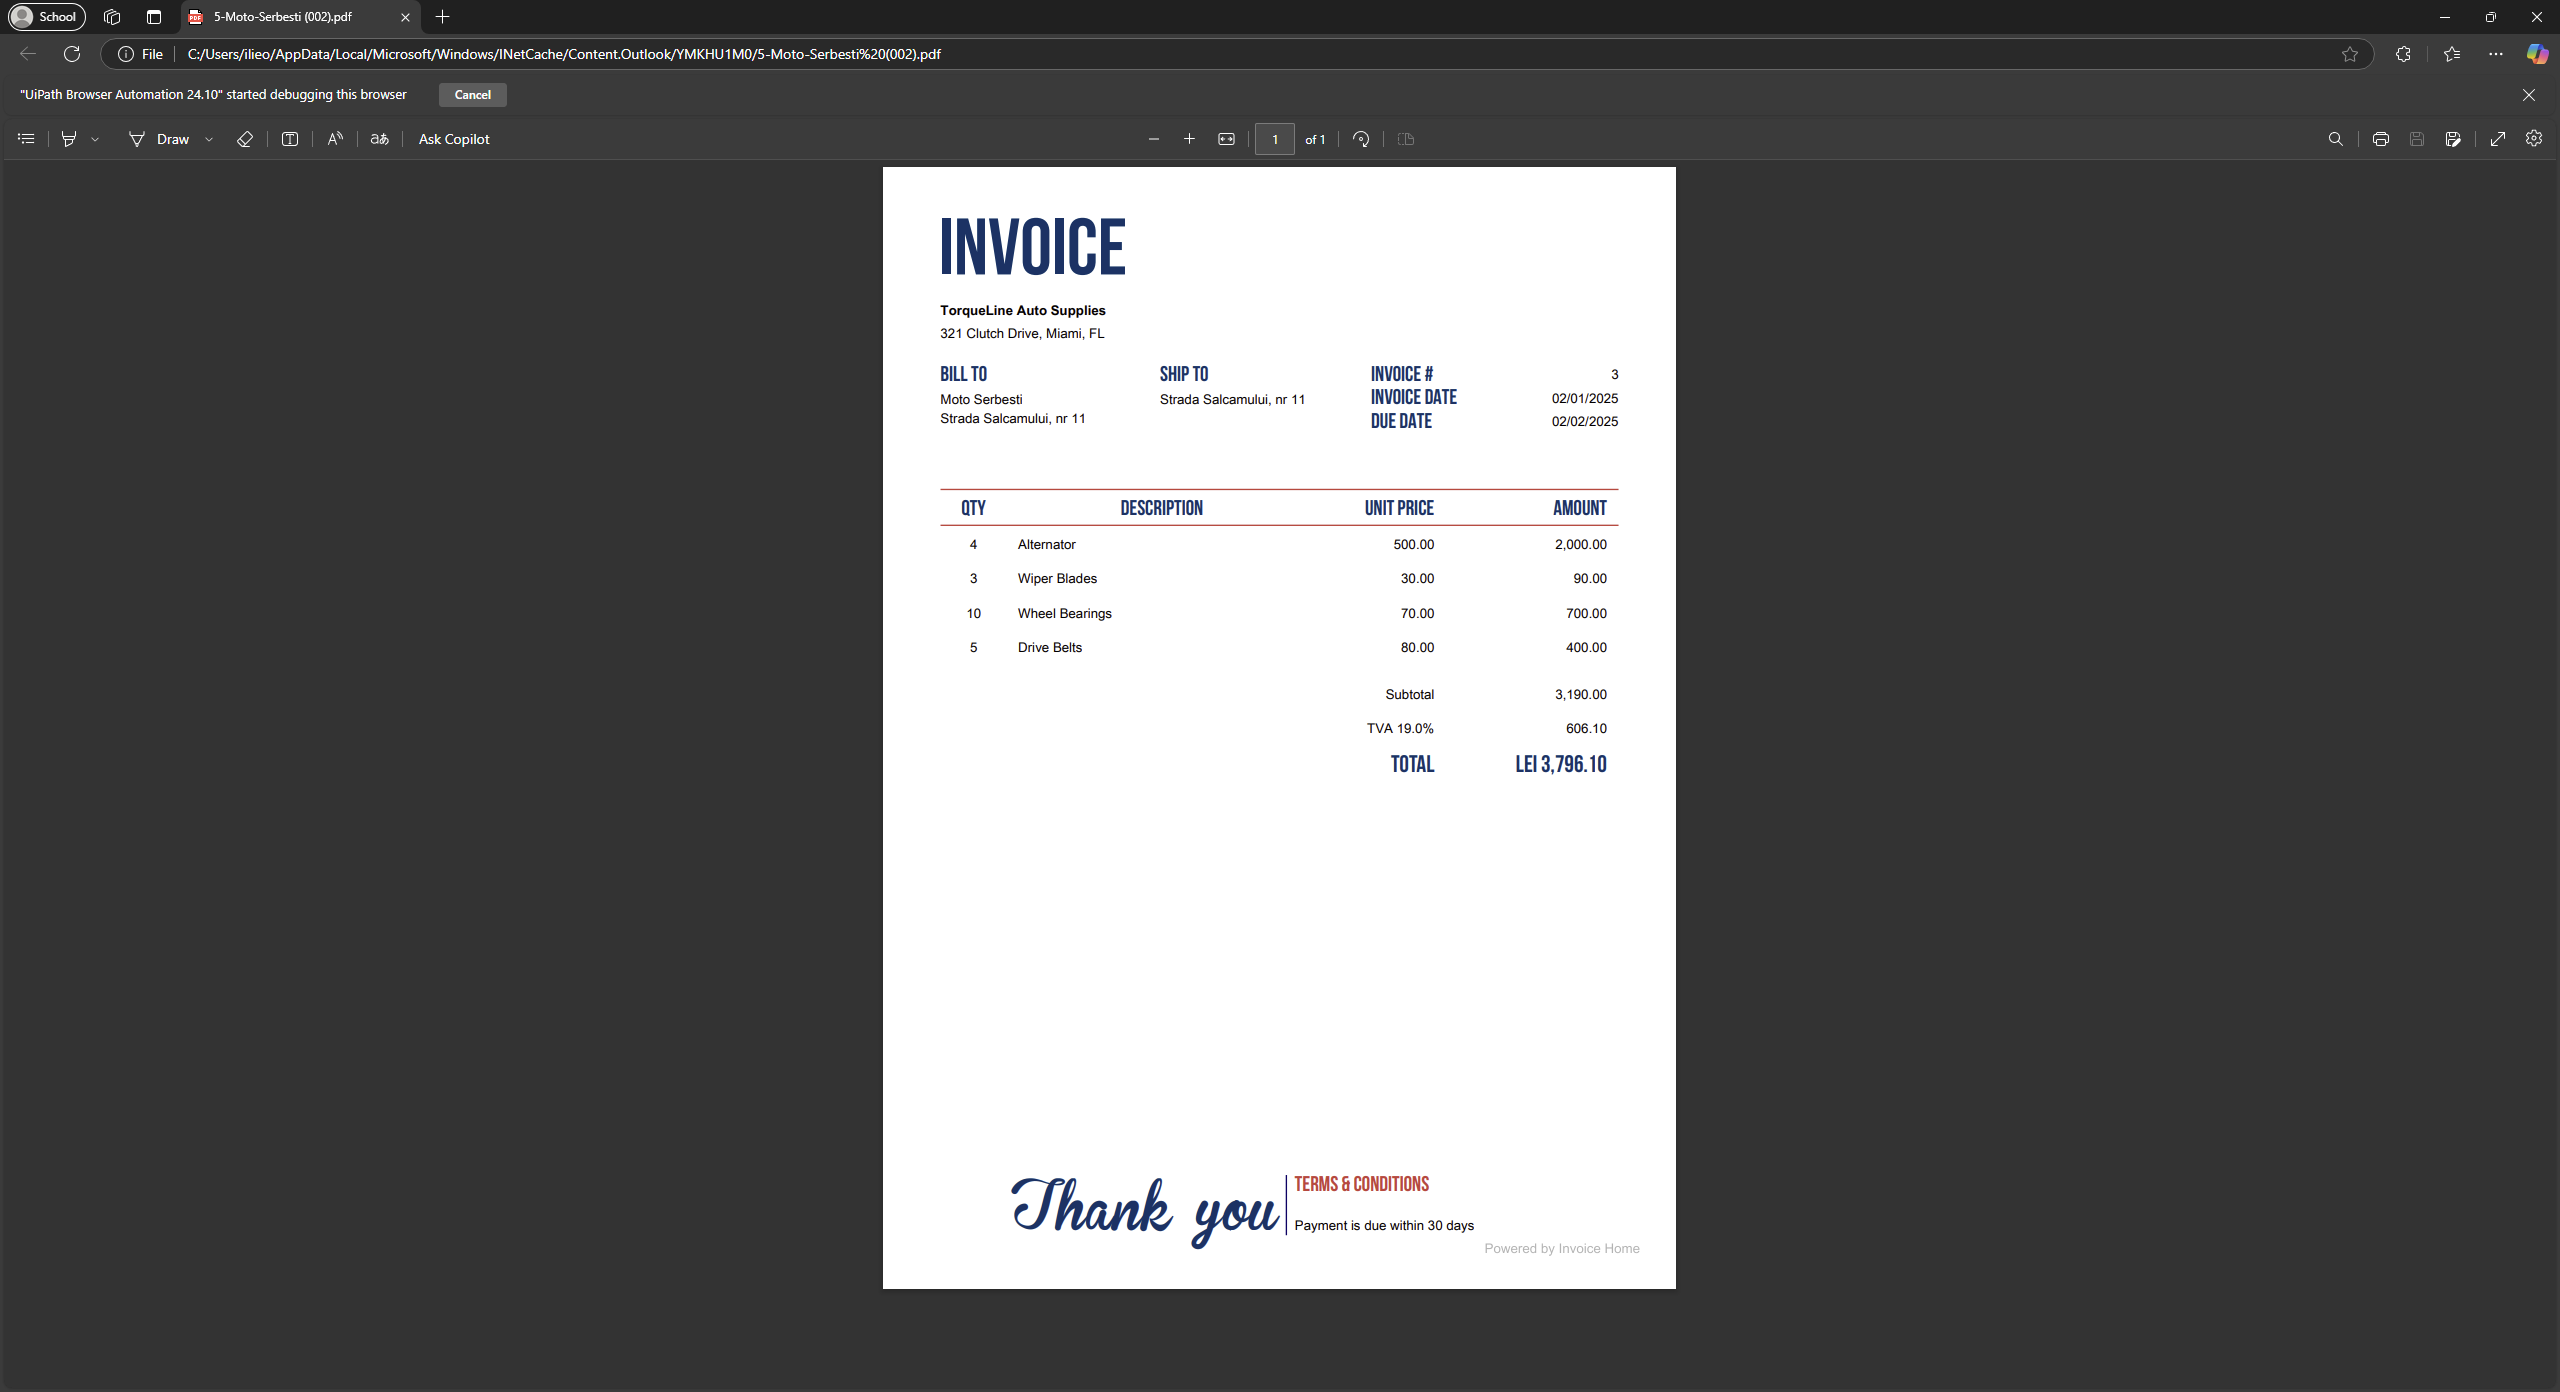 School
5-Moto-Serbesti (002).pdf
File
C:/Users/ilieo/AppData/Local/Microsoft/Windows/INetCache/Content.Outlook/YMKHU1M0/5-Moto-Serbesti%20(002).pdf
"UiPath Browser Automation 24.10" started debugging this browser
Cancel
Draw
Ask Copilot
1 of 1
INVOICE
TorqueLine Auto Supplies
321 Clutch Drive, Miami, FL
BILL TO
Moto Serbesti
Strada Salcamului, nr 11
SHIP TO
Strada Salcamului, nr 11
INVOICE # 3
INVOICE DATE 02/01/2025
DUE DATE 02/02/2025
QTY DESCRIPTION UNIT PRICE AMOUNT
4 Alternator 500.00 2,000.00
3 Wiper Blades 30.00 90.00
10 Wheel Bearings 70.00 700.00
5 Drive Belts 80.00 400.00
Subtotal 3,190.00
TVA 19.0% 606.10
TOTAL LEI 3,796.10
Thank you
TERMS & CONDITIONS
Payment is due within 30 days
Powered by Invoice Home